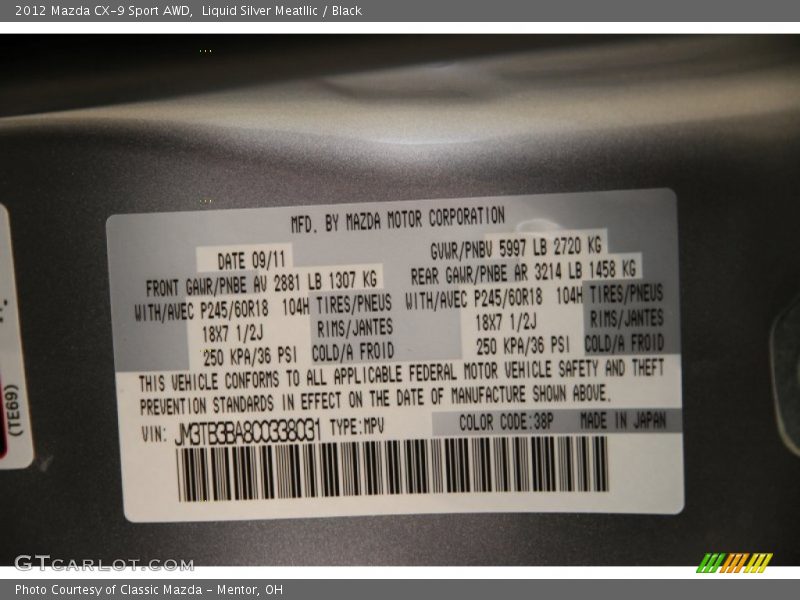 2012 Mazda CX-9 Sport AWD,  Liquid Silver Meatllic / Black
MFD. BY MAZDA MOTOR CORPORATION
DATE 09/11 GVWR/PNBV 5997 LB 2720 KG
FRONT GAWR/PNBE AV 2881 LB 1307 KG REAR GAWR/PNBE AR 3214 LB 1458 KG
WITH/AVEC P245/60R18 104H TIRES/PNEUS WITH/AVEC P245/60R18 104H TIRES/PNEUS
18X7 1/2J RIMS/JANTES 18X7 1/2J RIMS/JANTES
250 KPA/36 PSI COLD/A FROID 250 KPA/36 PSI COLD/A FROID
THIS VEHICLE CONFORMS TO ALL APPLICABLE FEDERAL MOTOR VEHICLE SAFETY AND THEFT
PREVENTION STANDARDS IN EFFECT ON THE DATE OF MANUFACTURE SHOWN ABOVE.
VIN: JM3TB3BA8C0338031 TYPE:MPV COLOR CODE:38P MADE IN JAPAN
(TE69)
GTCARLOT.COM
Photo Courtesy of Classic Mazda - Mentor, OH